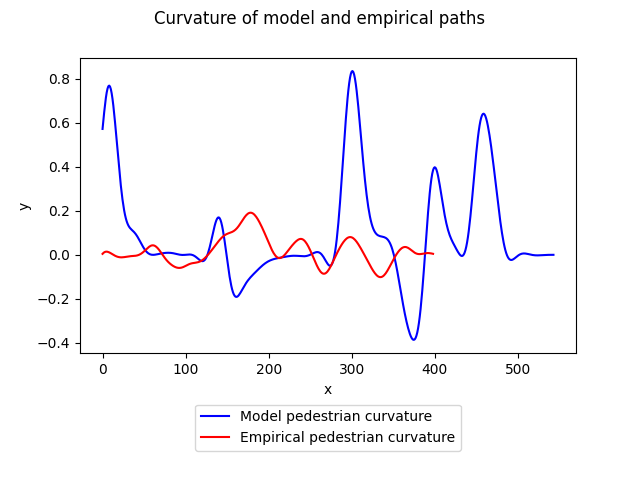 Curvature of model and empirical paths
0.8
0.6
0.4
0.2
0.0
−0.2
−0.4
y
0 100 200 300 400 500
x
Model pedestrian curvature
Empirical pedestrian curvature